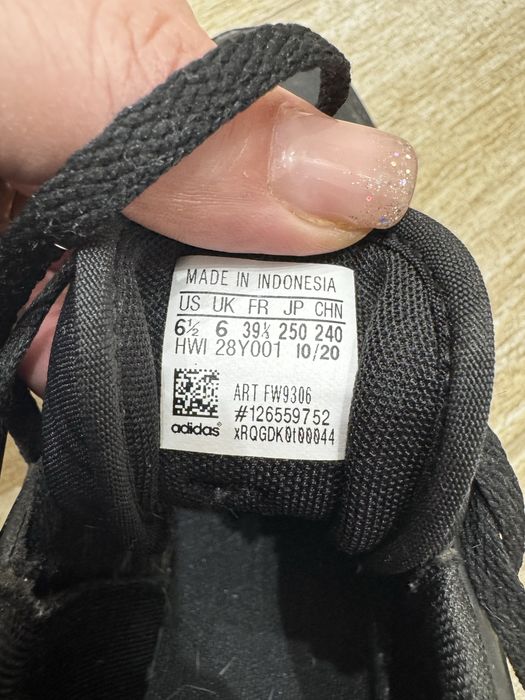 MADE IN INDONESIA
US UK FR JP CHN
6½ 6 39⅓ 250 240
HWI 28Y001 10/20
ART FW9306
#126559752
adidas®
xRQGDK0t00044